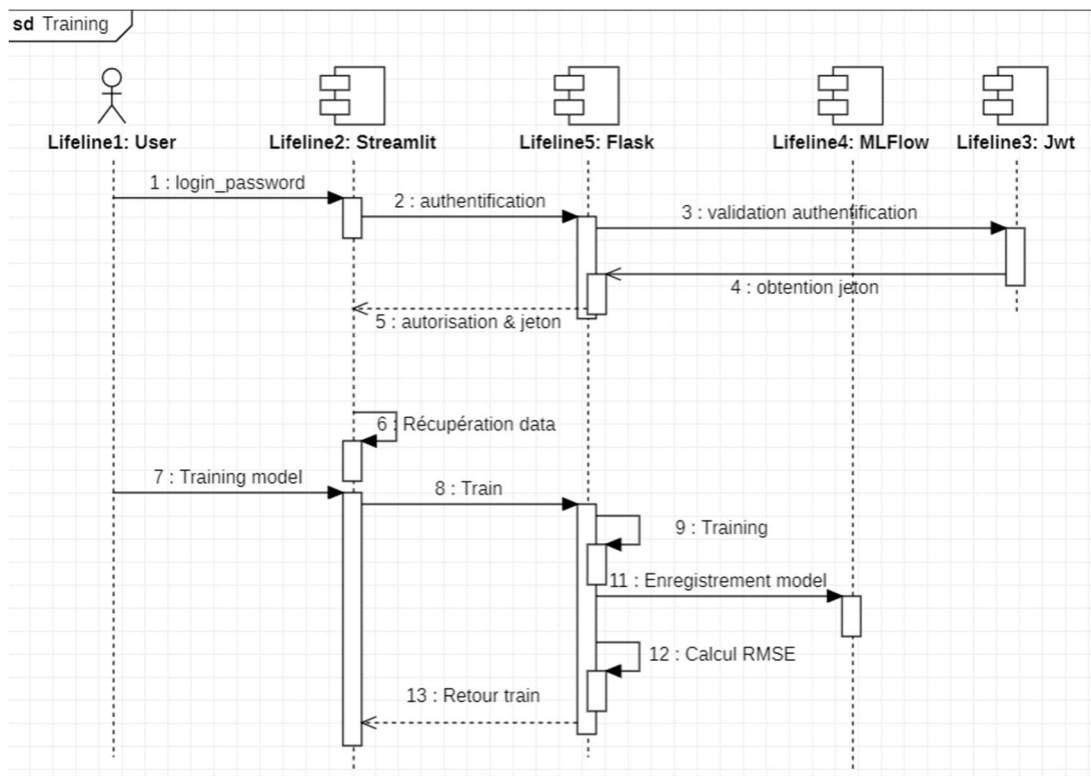 sd Training
Lifeline1: User
Lifeline2: Streamlit
Lifeline5: Flask
Lifeline4: MLFlow
Lifeline3: Jwt
1 : login_password
2 : authentification
3 : validation authentification
4 : obtention jeton
5 : autorisation & jeton
6 : Récupération data
7 : Training model
8 : Train
9 : Training
11 : Enregistrement model
12 : Calcul RMSE
13 : Retour train